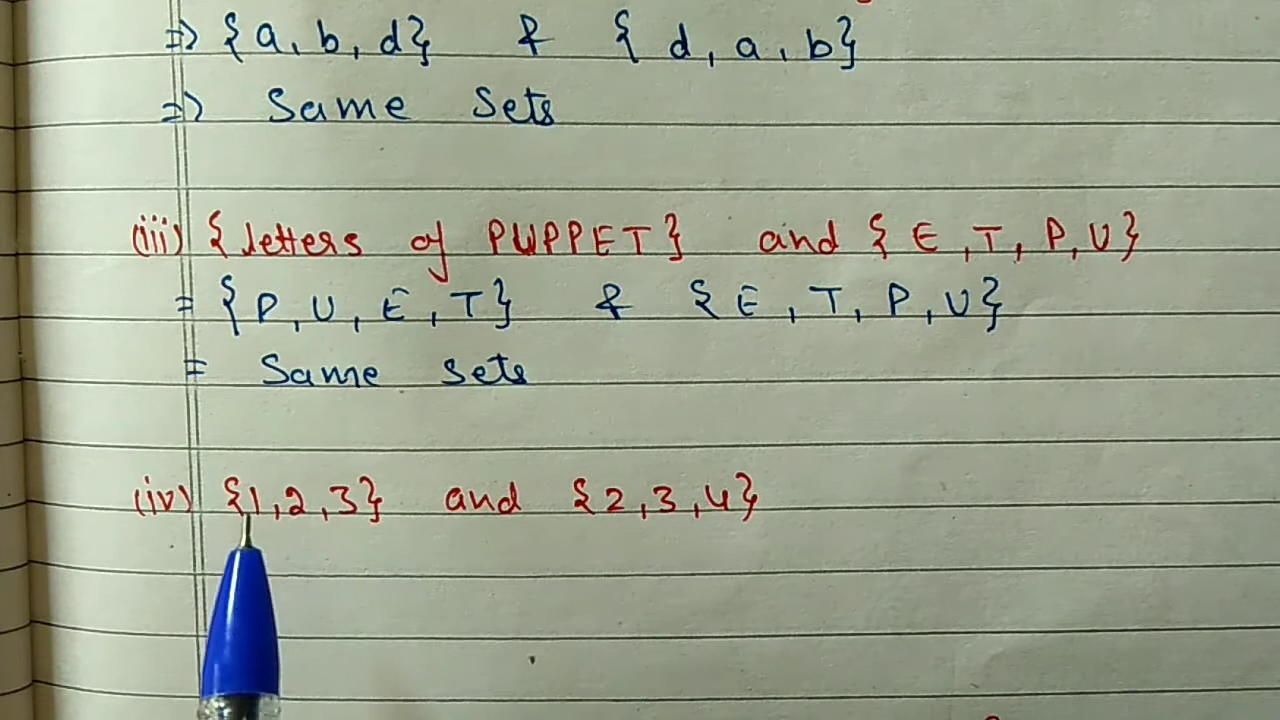 => {a, b, d} & { d, a, b}
=> Same Sets
(iii) {letters of PUPPET} and {E, T, P, U}
= {P, U, E, T} & {E, T, P, U}
= Same sets
(iv) {1, 2, 3} and {2, 3, 4}